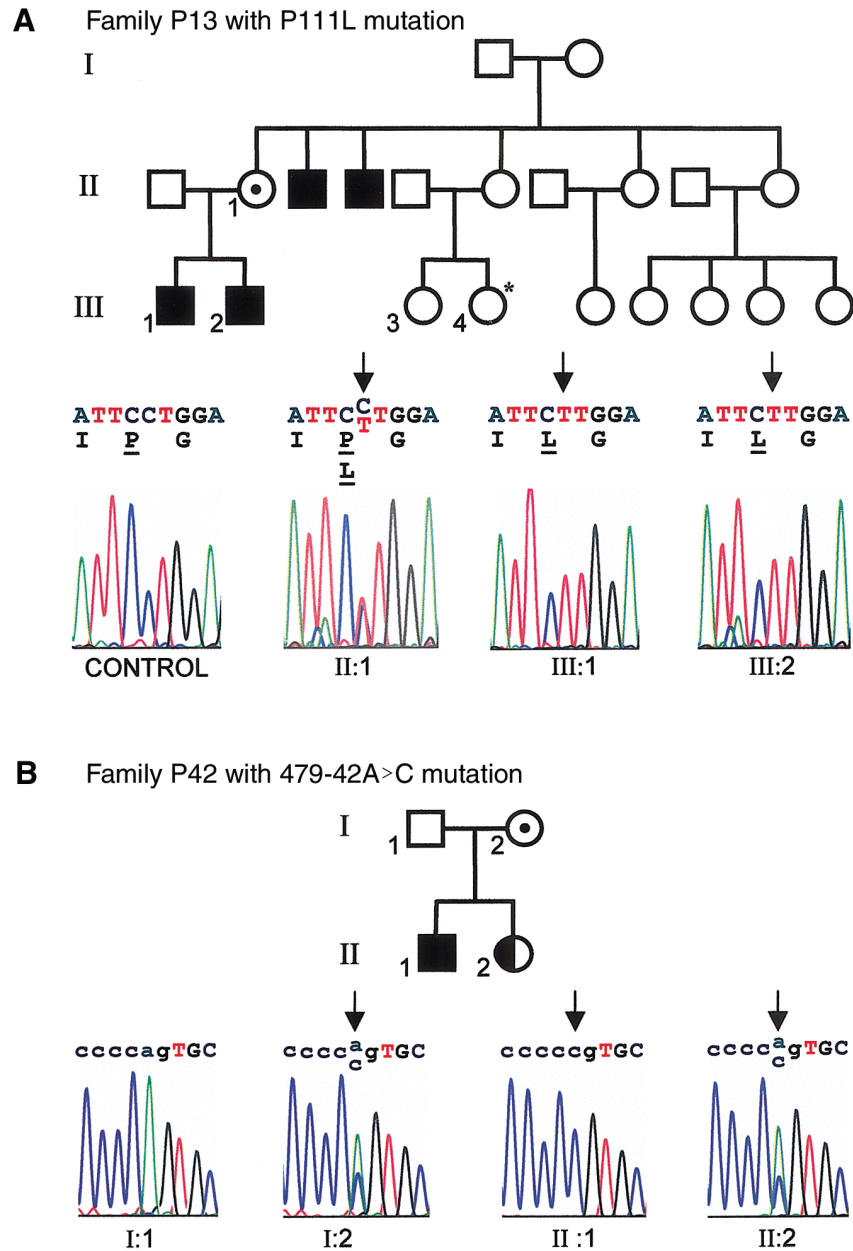 A Family P13 with P111L mutation
I
II
1
III
1 2 3 4 *
ATTCCTGGA ATTCCTGGA ATTCTTGGA ATTCTTGGA
T
I P G I P G I L G I L G
L
CONTROL II:1 III:1 III:2
B Family P42 with 479-42A>C mutation
I
1 2
II
1 2
ccccagTGC ccccagTGC cccccgTGC ccccagTGC
c c
I:1 I:2 II :1 II:2